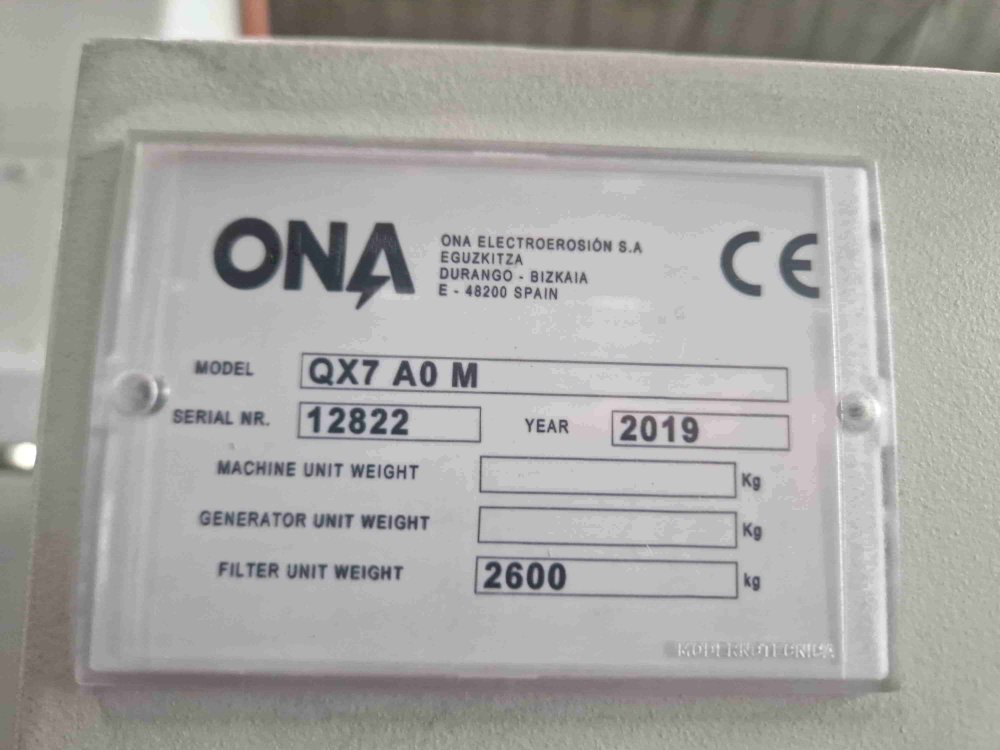 ONA
ONA ELECTROEROSIÓN S.A
EGUZKITZA
DURANGO - BIZKAIA
E - 48200 SPAIN
CE
MODEL QX7 A0 M
SERIAL NR. 12822 YEAR 2019
MACHINE UNIT WEIGHT Kg
GENERATOR UNIT WEIGHT Kg
FILTER UNIT WEIGHT 2600 kg
MODERNOTECNICA